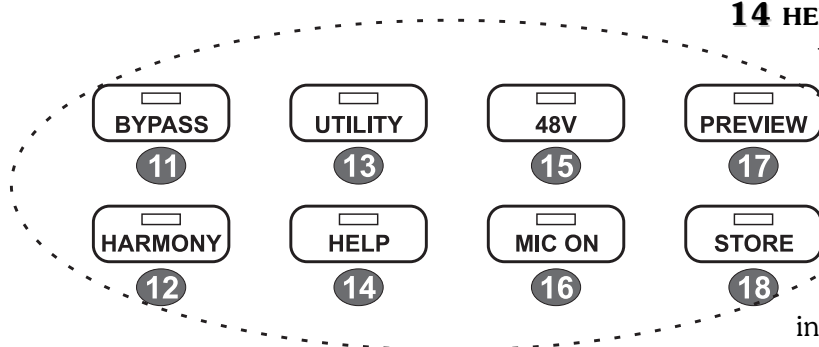 14 HE
BYPASS UTILITY 48V PREVIEW
11 13 15 17
HARMONY HELP MIC ON STORE
12 14 16 18
in